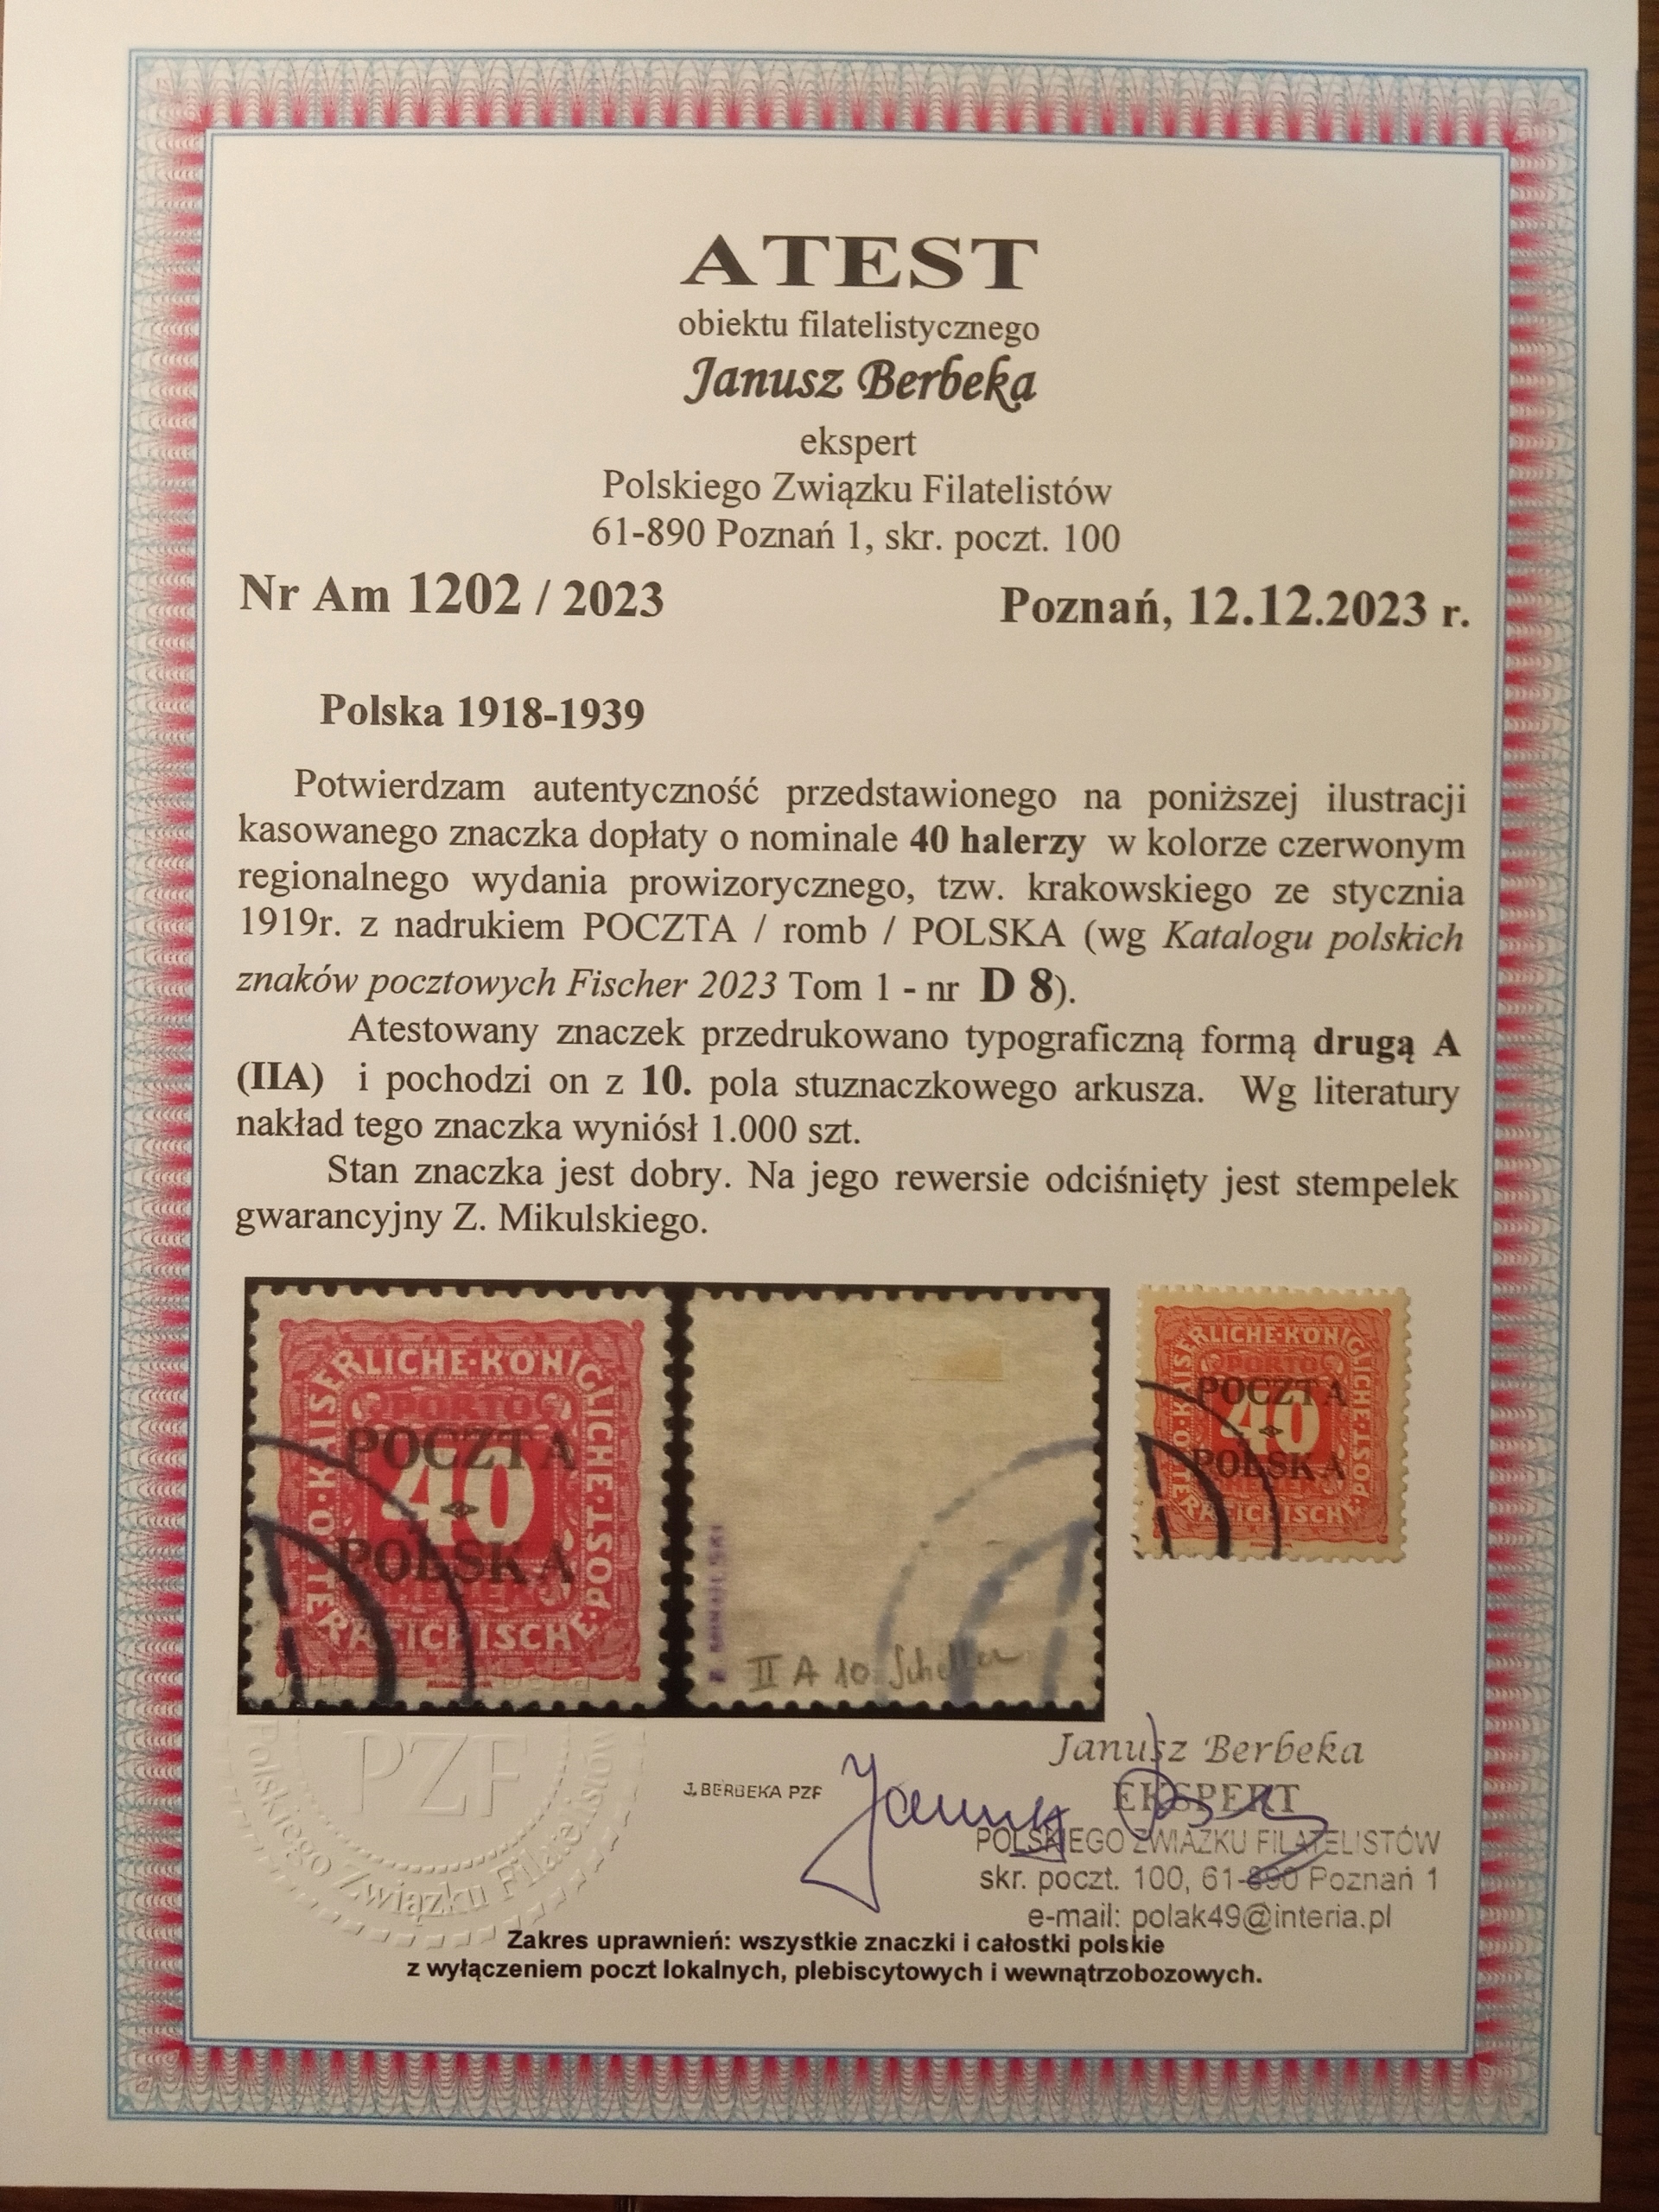 ATEST
obiektu filatelistycznego
Janusz Berbeka
ekspert
Polskiego Związku Filatelistów
61-890 Poznań 1, skr. poczt. 100
Nr Am 1202 / 2023
Poznań, 12.12.2023 r.
Polska 1918-1939
Potwierdzam autentyczność przedstawionego na poniższej ilustracji
kasowanego znaczka dopłaty o nominale 40 halerzy w kolorze czerwonym
regionalnego wydania prowizorycznego, tzw. krakowskiego ze stycznia
1919r. z nadrukiem POCZTA / romb / POLSKA (wg Katalogu polskich
znaków pocztowych Fischer 2023 Tom 1 - nr D 8).
Atestowany znaczek przedrukowano typograficzną formą drugą A
(IIA) i pochodzi on z 10. pola stuznaczkowego arkusza. Wg literatury
nakład tego znaczka wyniósł 1.000 szt.
Stan znaczka jest dobry. Na jego rewersie odciśnięty jest stempelek
gwarancyjny Z. Mikulskiego.
KAISERLICHE·KÖNIGLICHE·POST
PORTO
POCZTA
40
POLSKA
Z. MIKULSKI
II A 10 Scheller
KAISERLICHE·KÖNIGLICHE·POST
PORTO
POCZTA
40
POLSKA
PZF
Polskiego Związku Filatelistów
J. BERBEKA PZF
Janusz Berbeka
EKSPERT
POLSKIEGO ZWIĄZKU FILATELISTÓW
skr. poczt. 100, 61-890 Poznań 1
e-mail: polak49@interia.pl
Zakres uprawnień: wszystkie znaczki i całostki polskie
z wyłączeniem poczt lokalnych, plebiscytowych i wewnątrzobozowych.